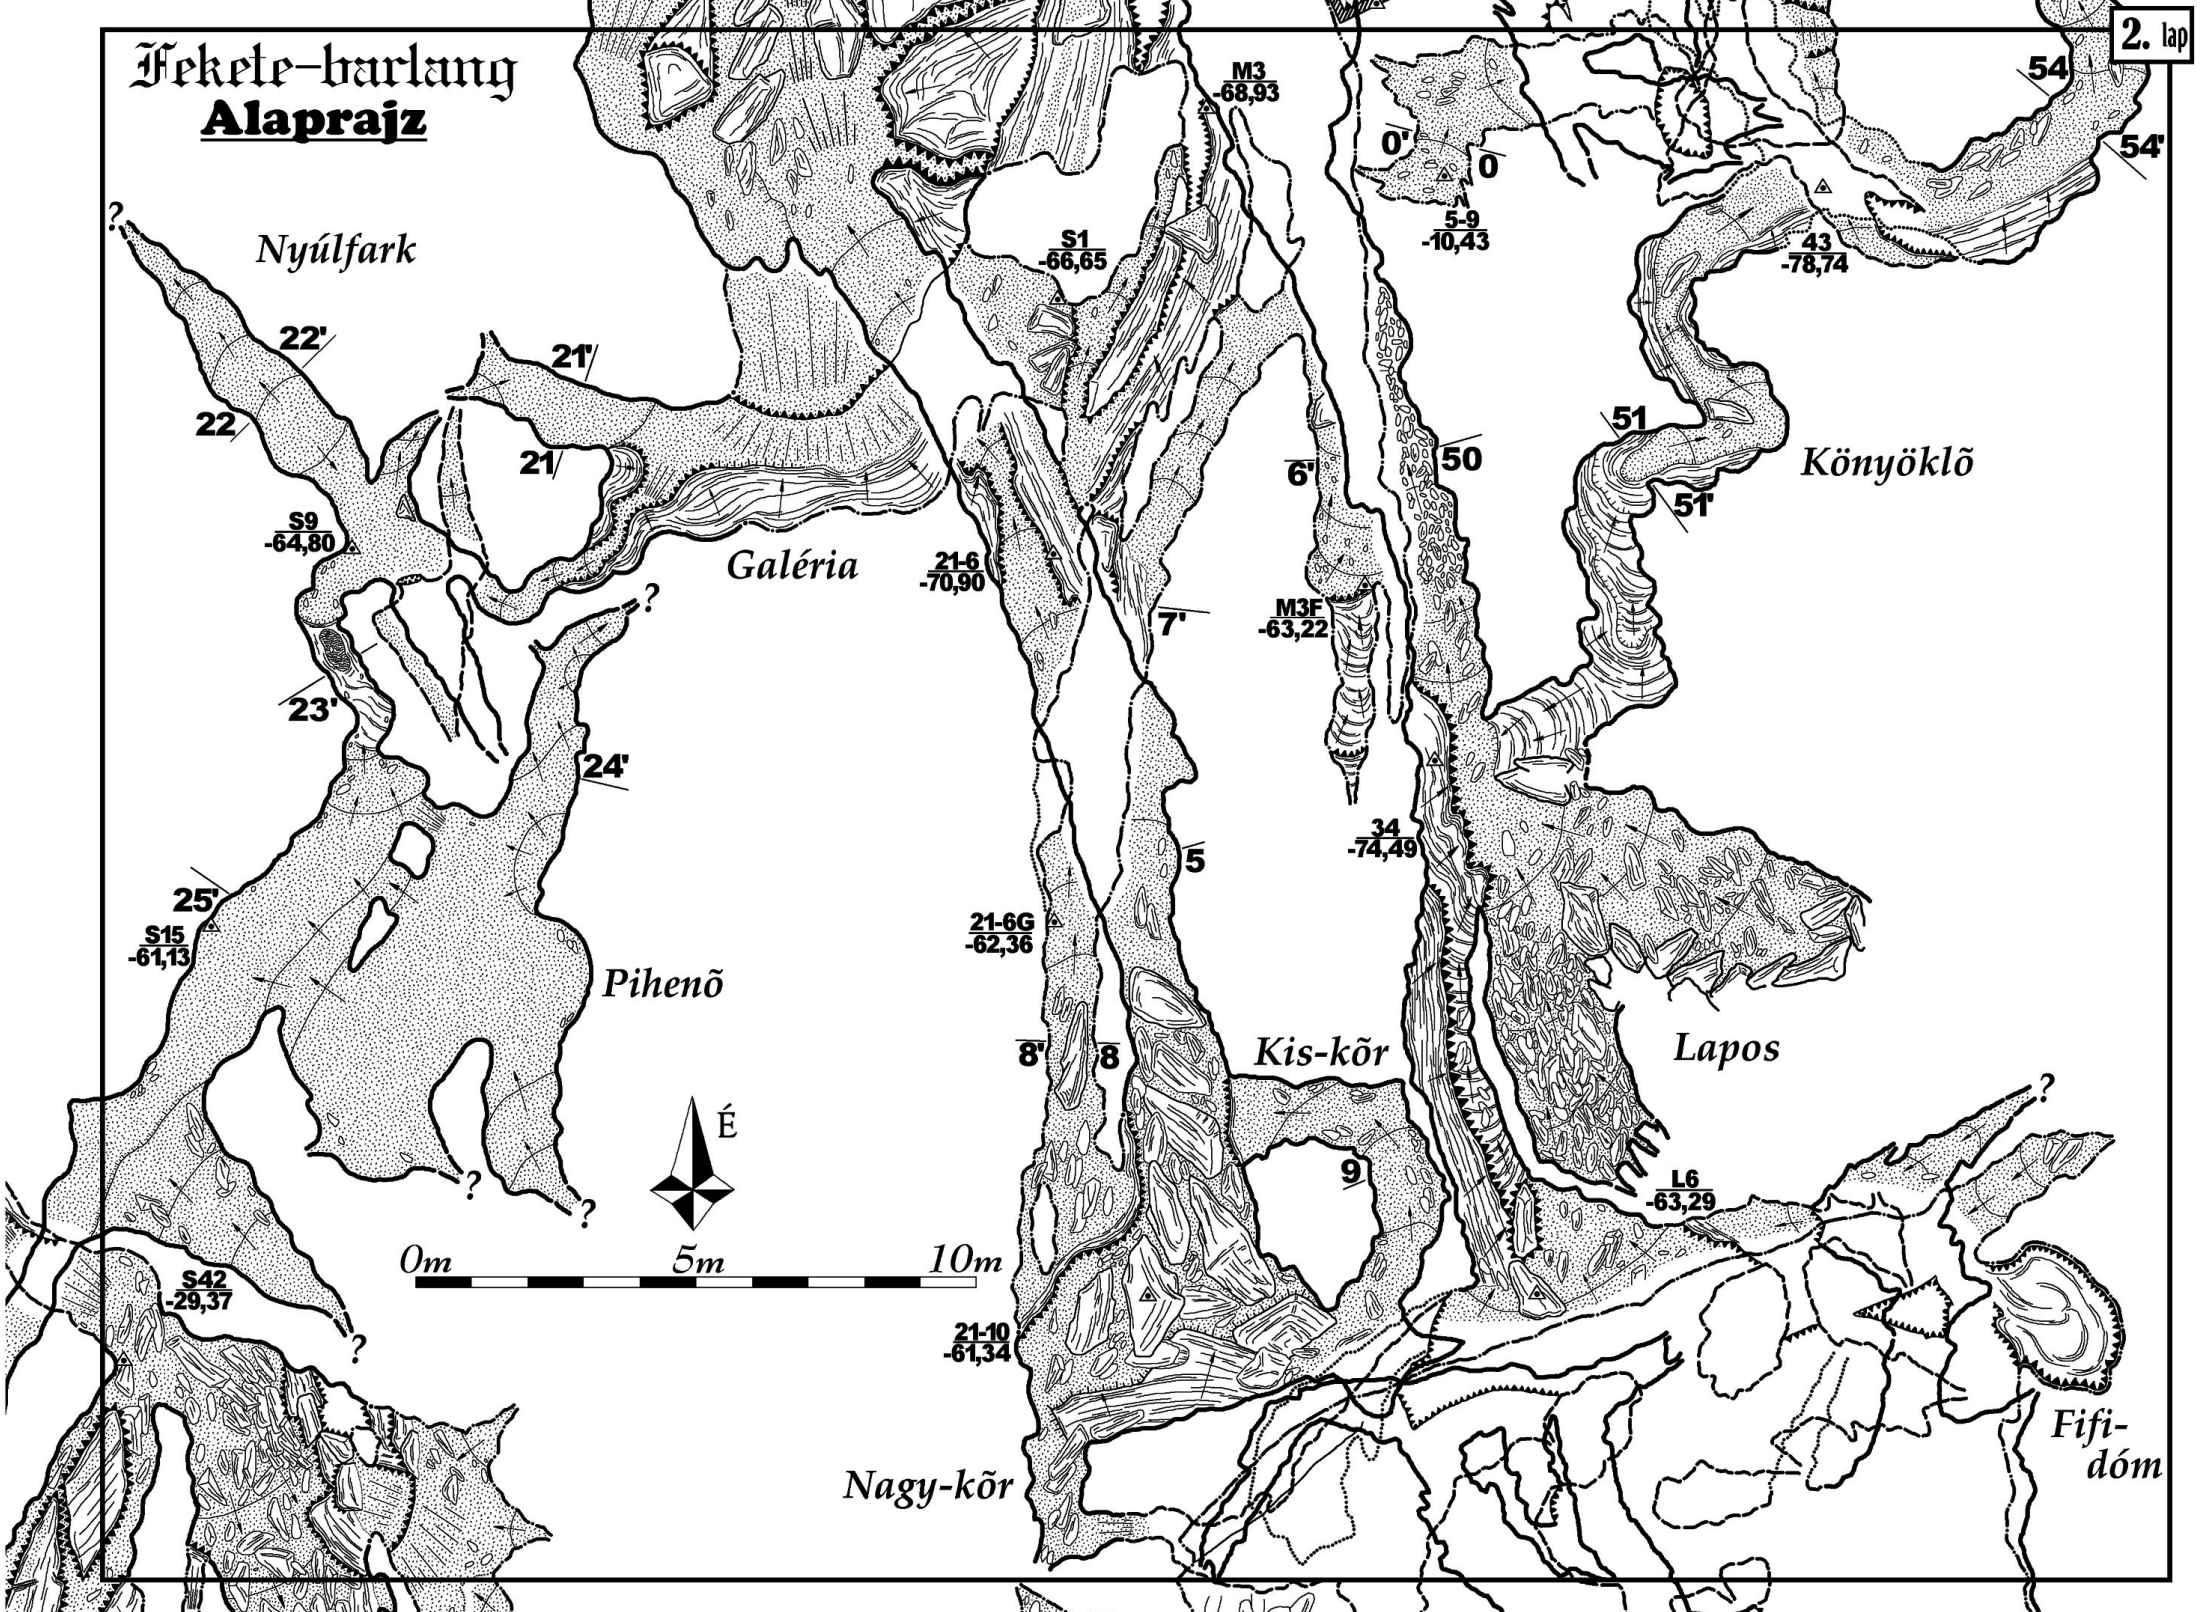 2. lap
Fekete-barlang
Alaprajz
M3
-68,93
54
0'
0
54'
?
Nyúlfark
S1
-66,65
5-9
-10,43
43
-78,74
22'
21'
22
21
51
50
6'
Könyöklõ
51'
S9
-64,80
Galéria
21-6
-70,90
?
7'
M3F
-63,22
23'
24'
34
-74,49
5
25'
S15
-61,13
21-6G
-62,36
Pihenõ
8'
8
Kis-kõr
Lapos
?
É
9
?
?
L6
-63,29
0m
5m
10m
S42
-29,37
?
21-10
-61,34
Nagy-kõr
Fifi-
dóm